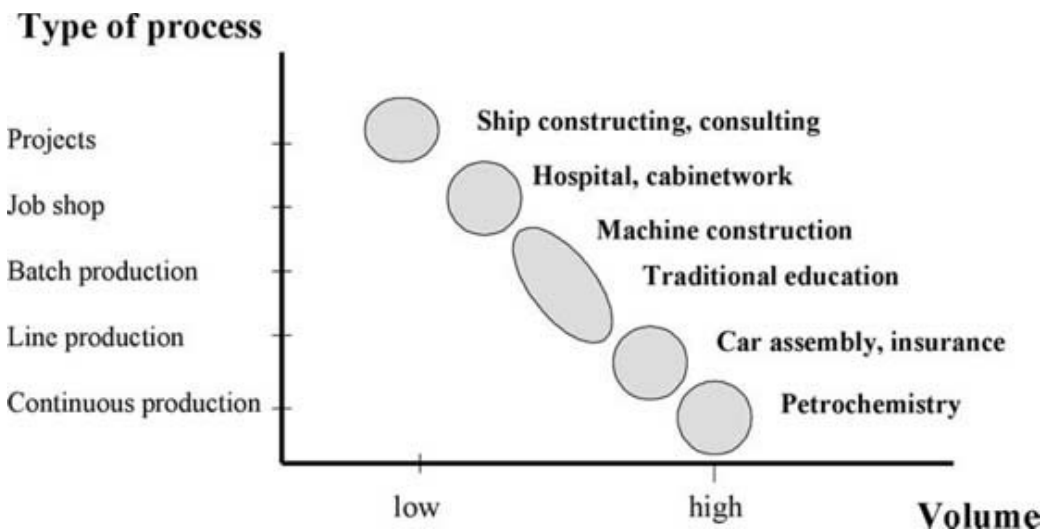 Type of process
Projects
Ship constructing, consulting
Job shop
Hospital, cabinetwork
Machine construction
Batch production
Traditional education
Line production
Car assembly, insurance
Continuous production
Petrochemistry
low
high
Volume